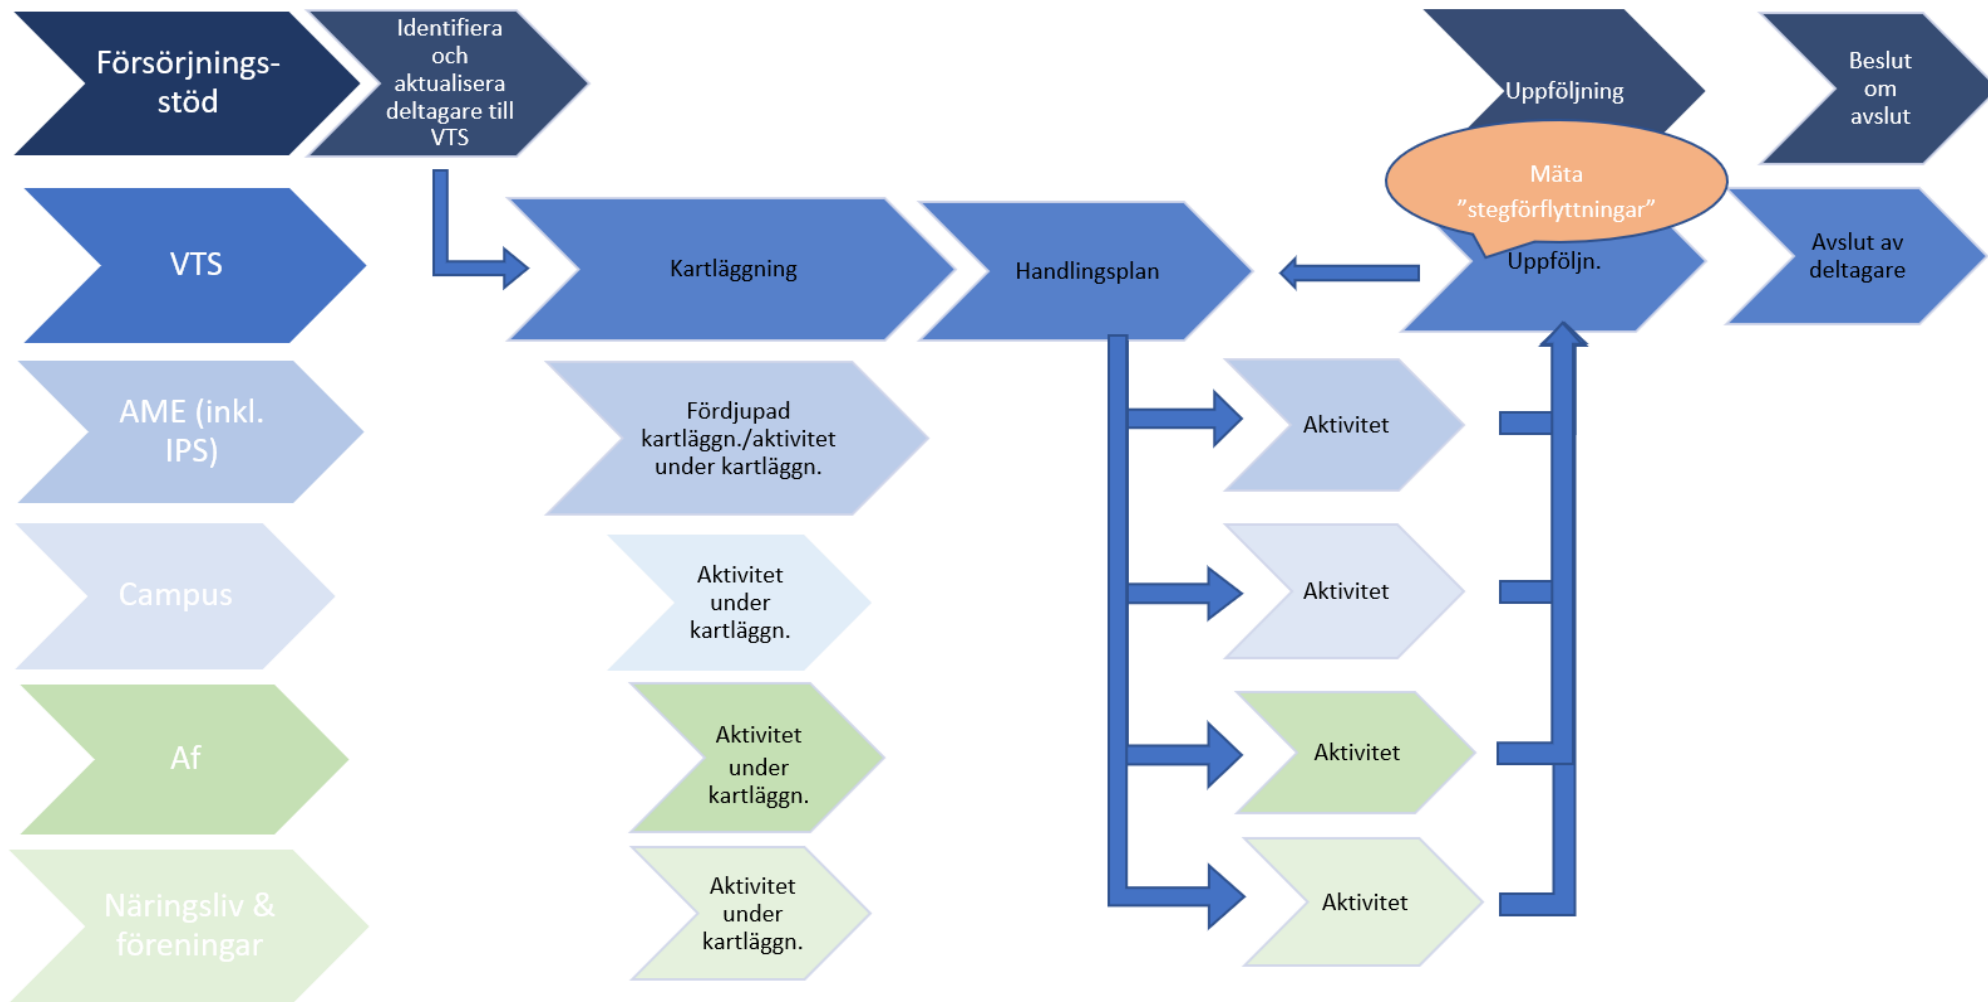 Försörjnings-
stöd
Identifiera
och
aktualisera
deltagare till
VTS
Uppföljning
Beslut
om
avslut
Mäta
”stegförflyttningar”
VTS
Kartläggning
Handlingsplan
Uppföljn.
Avslut av
deltagare
AME (inkl.
IPS)
Fördjupad
kartläggn./aktivitet
under kartläggn.
Aktivitet
Campus
Aktivitet
under
kartläggn.
Aktivitet
Af
Aktivitet
under
kartläggn.
Aktivitet
Näringsliv &
föreningar
Aktivitet
under
kartläggn.
Aktivitet